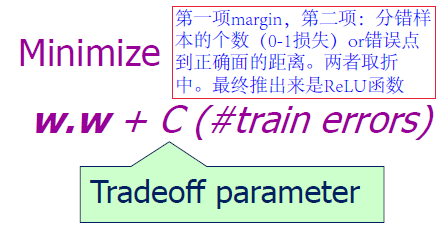 第一项margin，第二项：分错样
本的个数（0-1损失）or错误点
到正确面的距离。两者取折
中。最终推出来是ReLU函数
Minimize
w.w + C (#train errors)
Tradeoff parameter